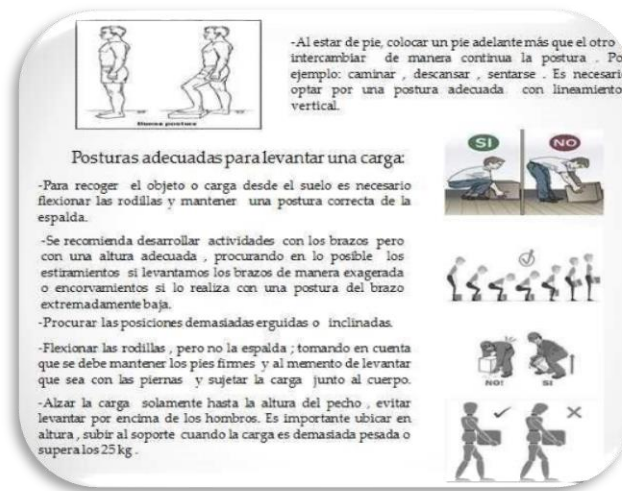 -Al estar de pie, colocar un pie adelante más que el otro
intercambiar de manera continua la postura . Po
ejemplo: caminar , descansar , sentarse . Es necesari
optar por una postura adecuada con lineamiento
vertical.
Buena postura
Posturas adecuadas para levantar una carga:
SI
NO
-Para recoger el objeto o carga desde el suelo es necesario
flexionar las rodillas y mantener una postura correcta de la
espalda.
-Se recomienda desarrollar actividades con los brazos pero
con una altura adecuada , procurando en lo posible los
estiramientos si levantamos los brazos de manera exagerada
o encorvamientos si lo realiza con una postura del brazo
extremadamente baja.
-Procurar las posiciones demasiadas erguidas o inclinadas.
-Flexionar las rodillas , pero no la espalda ; tomando en cuenta
que se debe mantener los pies firmes y al memento de levantar
que sea con las piernas y sujetar la carga junto al cuerpo.
NO!
SI
-Alzar la carga solamente hasta la altura del pecho , evitar
levantar por encima de los hombros. Es importante ubicar en
altura , subir al soporte cuando la carga es demasiada pesada o
supera los 25 kg .